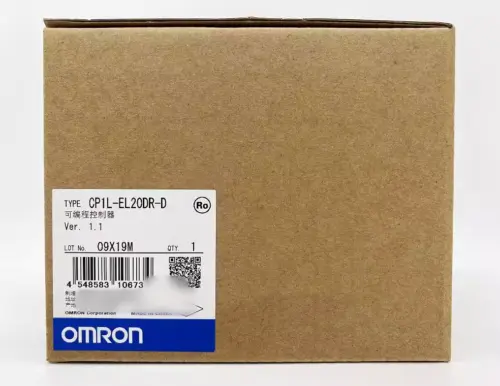 TYPE CP1L-EL20DR-D
可编程控制器
Ver. 1.1
Ro
LOT No. 09X19M QTY. 1
4 548583 10673
OMRON Corporation
OMRON